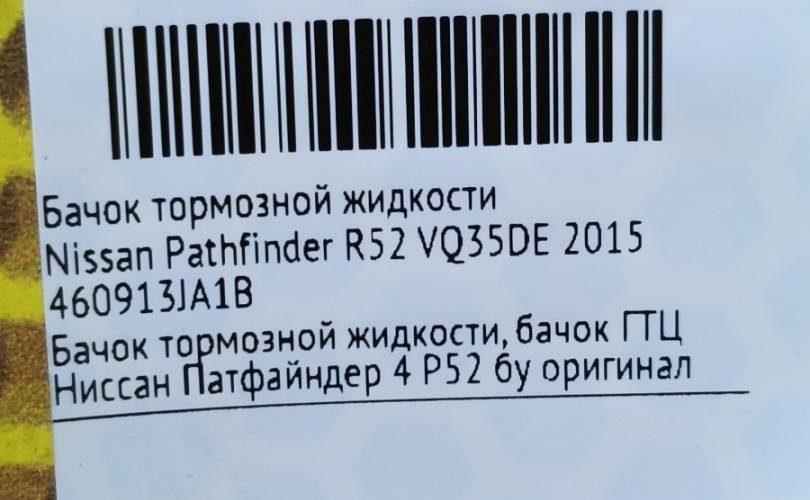 Бачок тормозной жидкости
Nissan Pathfinder R52 VQ35DE 2015
460913JA1B
Бачок тормозной жидкости, бачок ГТЦ
Ниссан Патфайндер 4 Р52 бу оригинал